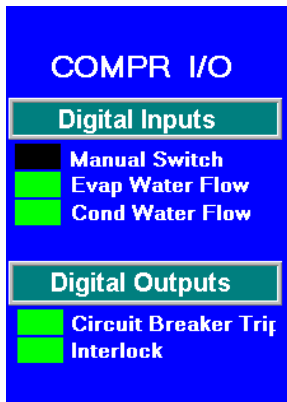 COMPR I/O
Digital Inputs
Manual Switch
Evap Water Flow
Cond Water Flow
Digital Outputs
Circuit Breaker Trip
Interlock